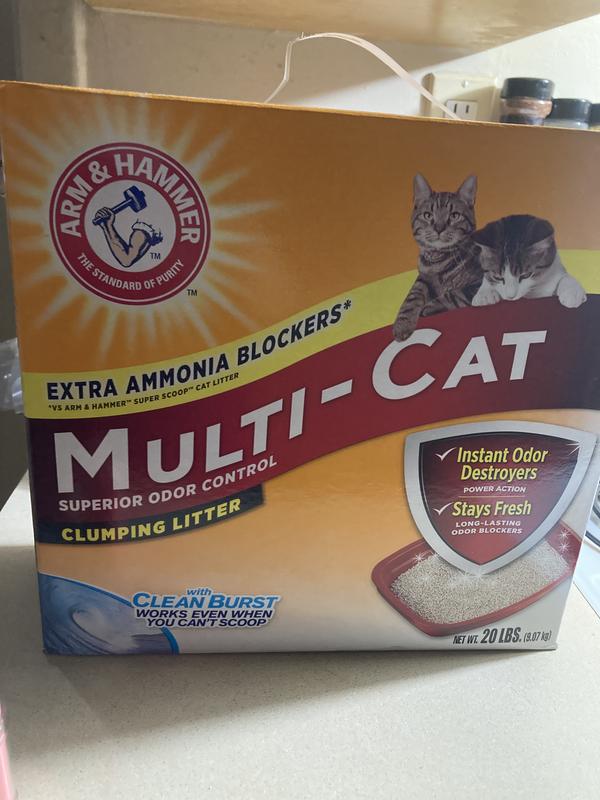 ARM & HAMMER
THE STANDARD OF PURITY
TM
TM
EXTRA AMMONIA BLOCKERS*
*VS ARM & HAMMER™ SUPER SCOOP™ CAT LITTER
MULTI-CAT
SUPERIOR ODOR CONTROL
CLUMPING LITTER
Instant Odor
Destroyers
POWER ACTION
Stays Fresh
LONG-LASTING
ODOR BLOCKERS
with
CLEAN BURST
WORKS EVEN WHEN
YOU CAN'T SCOOP
NET WT. 20 LBS. (9.07 kg)